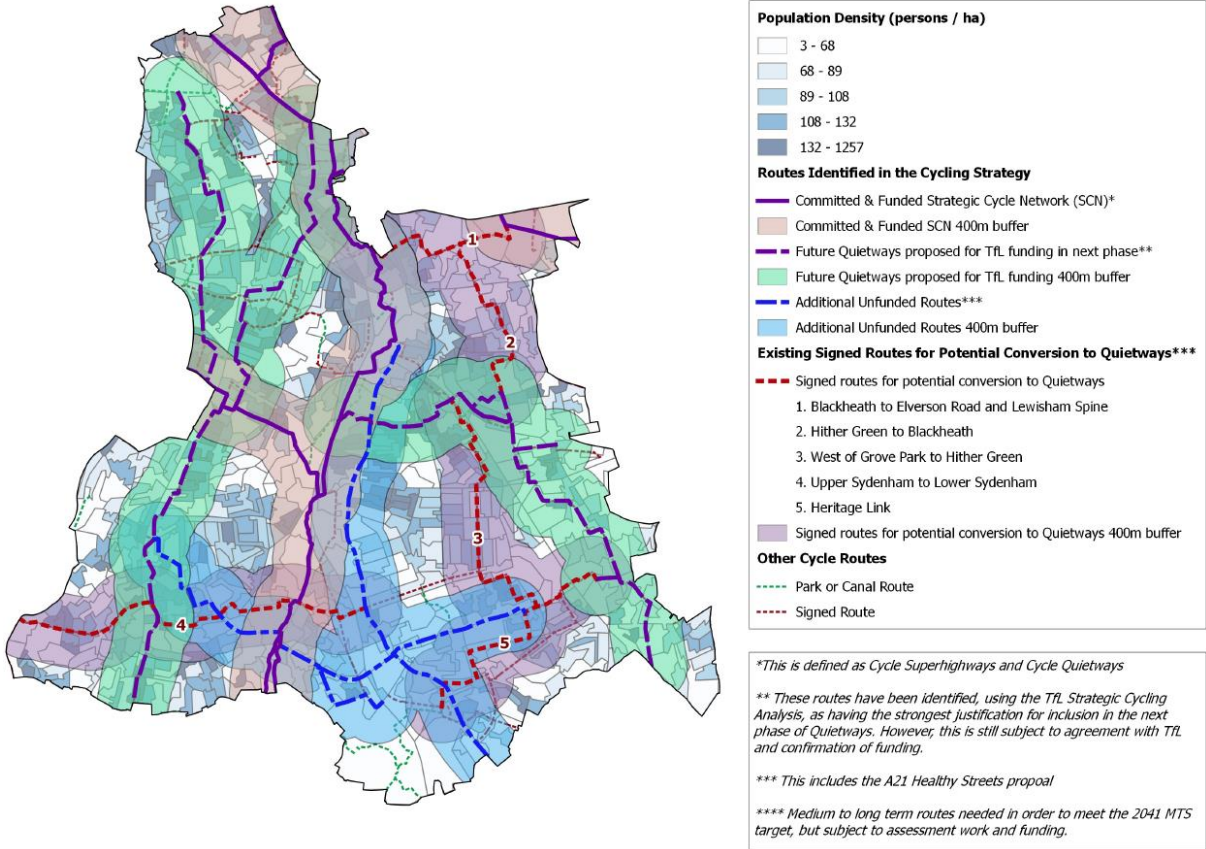 Population Density (persons / ha)
3 - 68
68 - 89
89 - 108
108 - 132
132 - 1257
Routes Identified in the Cycling Strategy
Committed & Funded Strategic Cycle Network (SCN)*
Committed & Funded SCN 400m buffer
Future Quietways proposed for TfL funding in next phase**
Future Quietways proposed for TfL funding 400m buffer
Additional Unfunded Routes***
Additional Unfunded Routes 400m buffer
Existing Signed Routes for Potential Conversion to Quietways***
Signed routes for potential conversion to Quietways
1. Blackheath to Elverson Road and Lewisham Spine
2. Hither Green to Blackheath
3. West of Grove Park to Hither Green
4. Upper Sydenham to Lower Sydenham
5. Heritage Link
Signed routes for potential conversion to Quietways 400m buffer
Other Cycle Routes
Park or Canal Route
Signed Route
*This is defined as Cycle Superhighways and Cycle Quietways
** These routes have been identified, using the TfL Strategic Cycling
Analysis, as having the strongest justification for inclusion in the next
phase of Quietways. However, this is still subject to agreement with TfL
and confirmation of funding.
*** This includes the A21 Healthy Streets propoal
**** Medium to long term routes needed in order to meet the 2041 MTS
target, but subject to assessment work and funding.
1
2
3
4
5